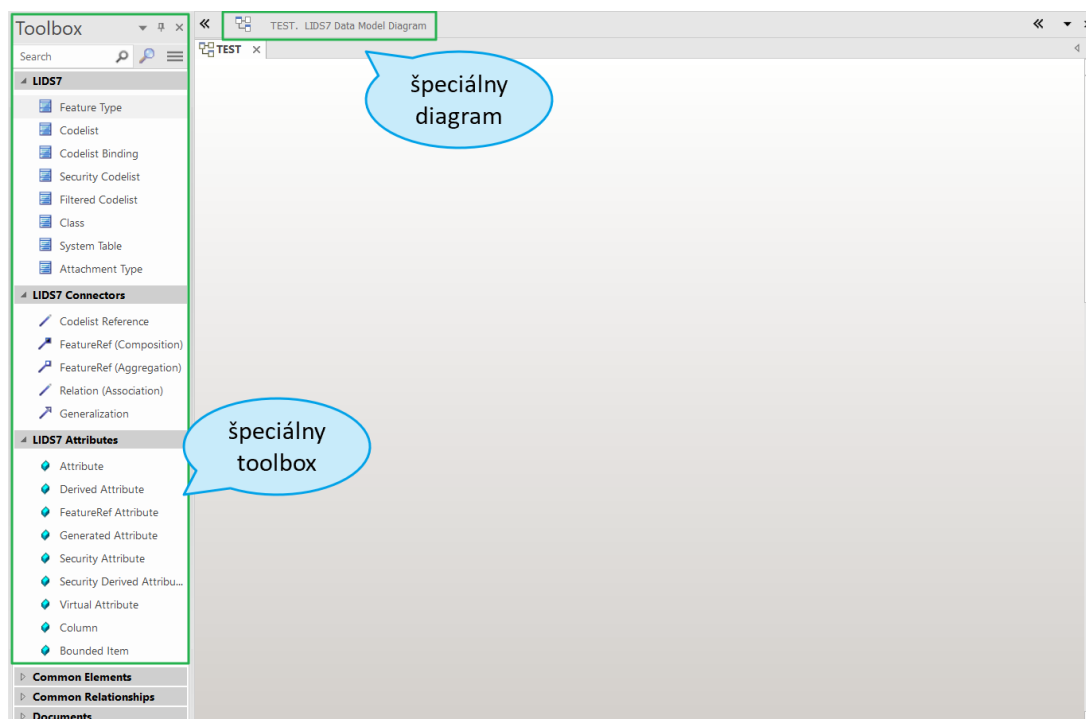 Toolbox
TEST. LIDS7 Data Model Diagram
Search
TEST
LIDS7
špeciálny
diagram
Feature Type
Codelist
Codelist Binding
Security Codelist
Filtered Codelist
Class
System Table
Attachment Type
LIDS7 Connectors
Codelist Reference
FeatureRef (Composition)
FeatureRef (Aggregation)
Relation (Association)
Generalization
špeciálny
toolbox
LIDS7 Attributes
Attribute
Derived Attribute
FeatureRef Attribute
Generated Attribute
Security Attribute
Security Derived Attribu...
Virtual Attribute
Column
Bounded Item
Common Elements
Common Relationships
Documents